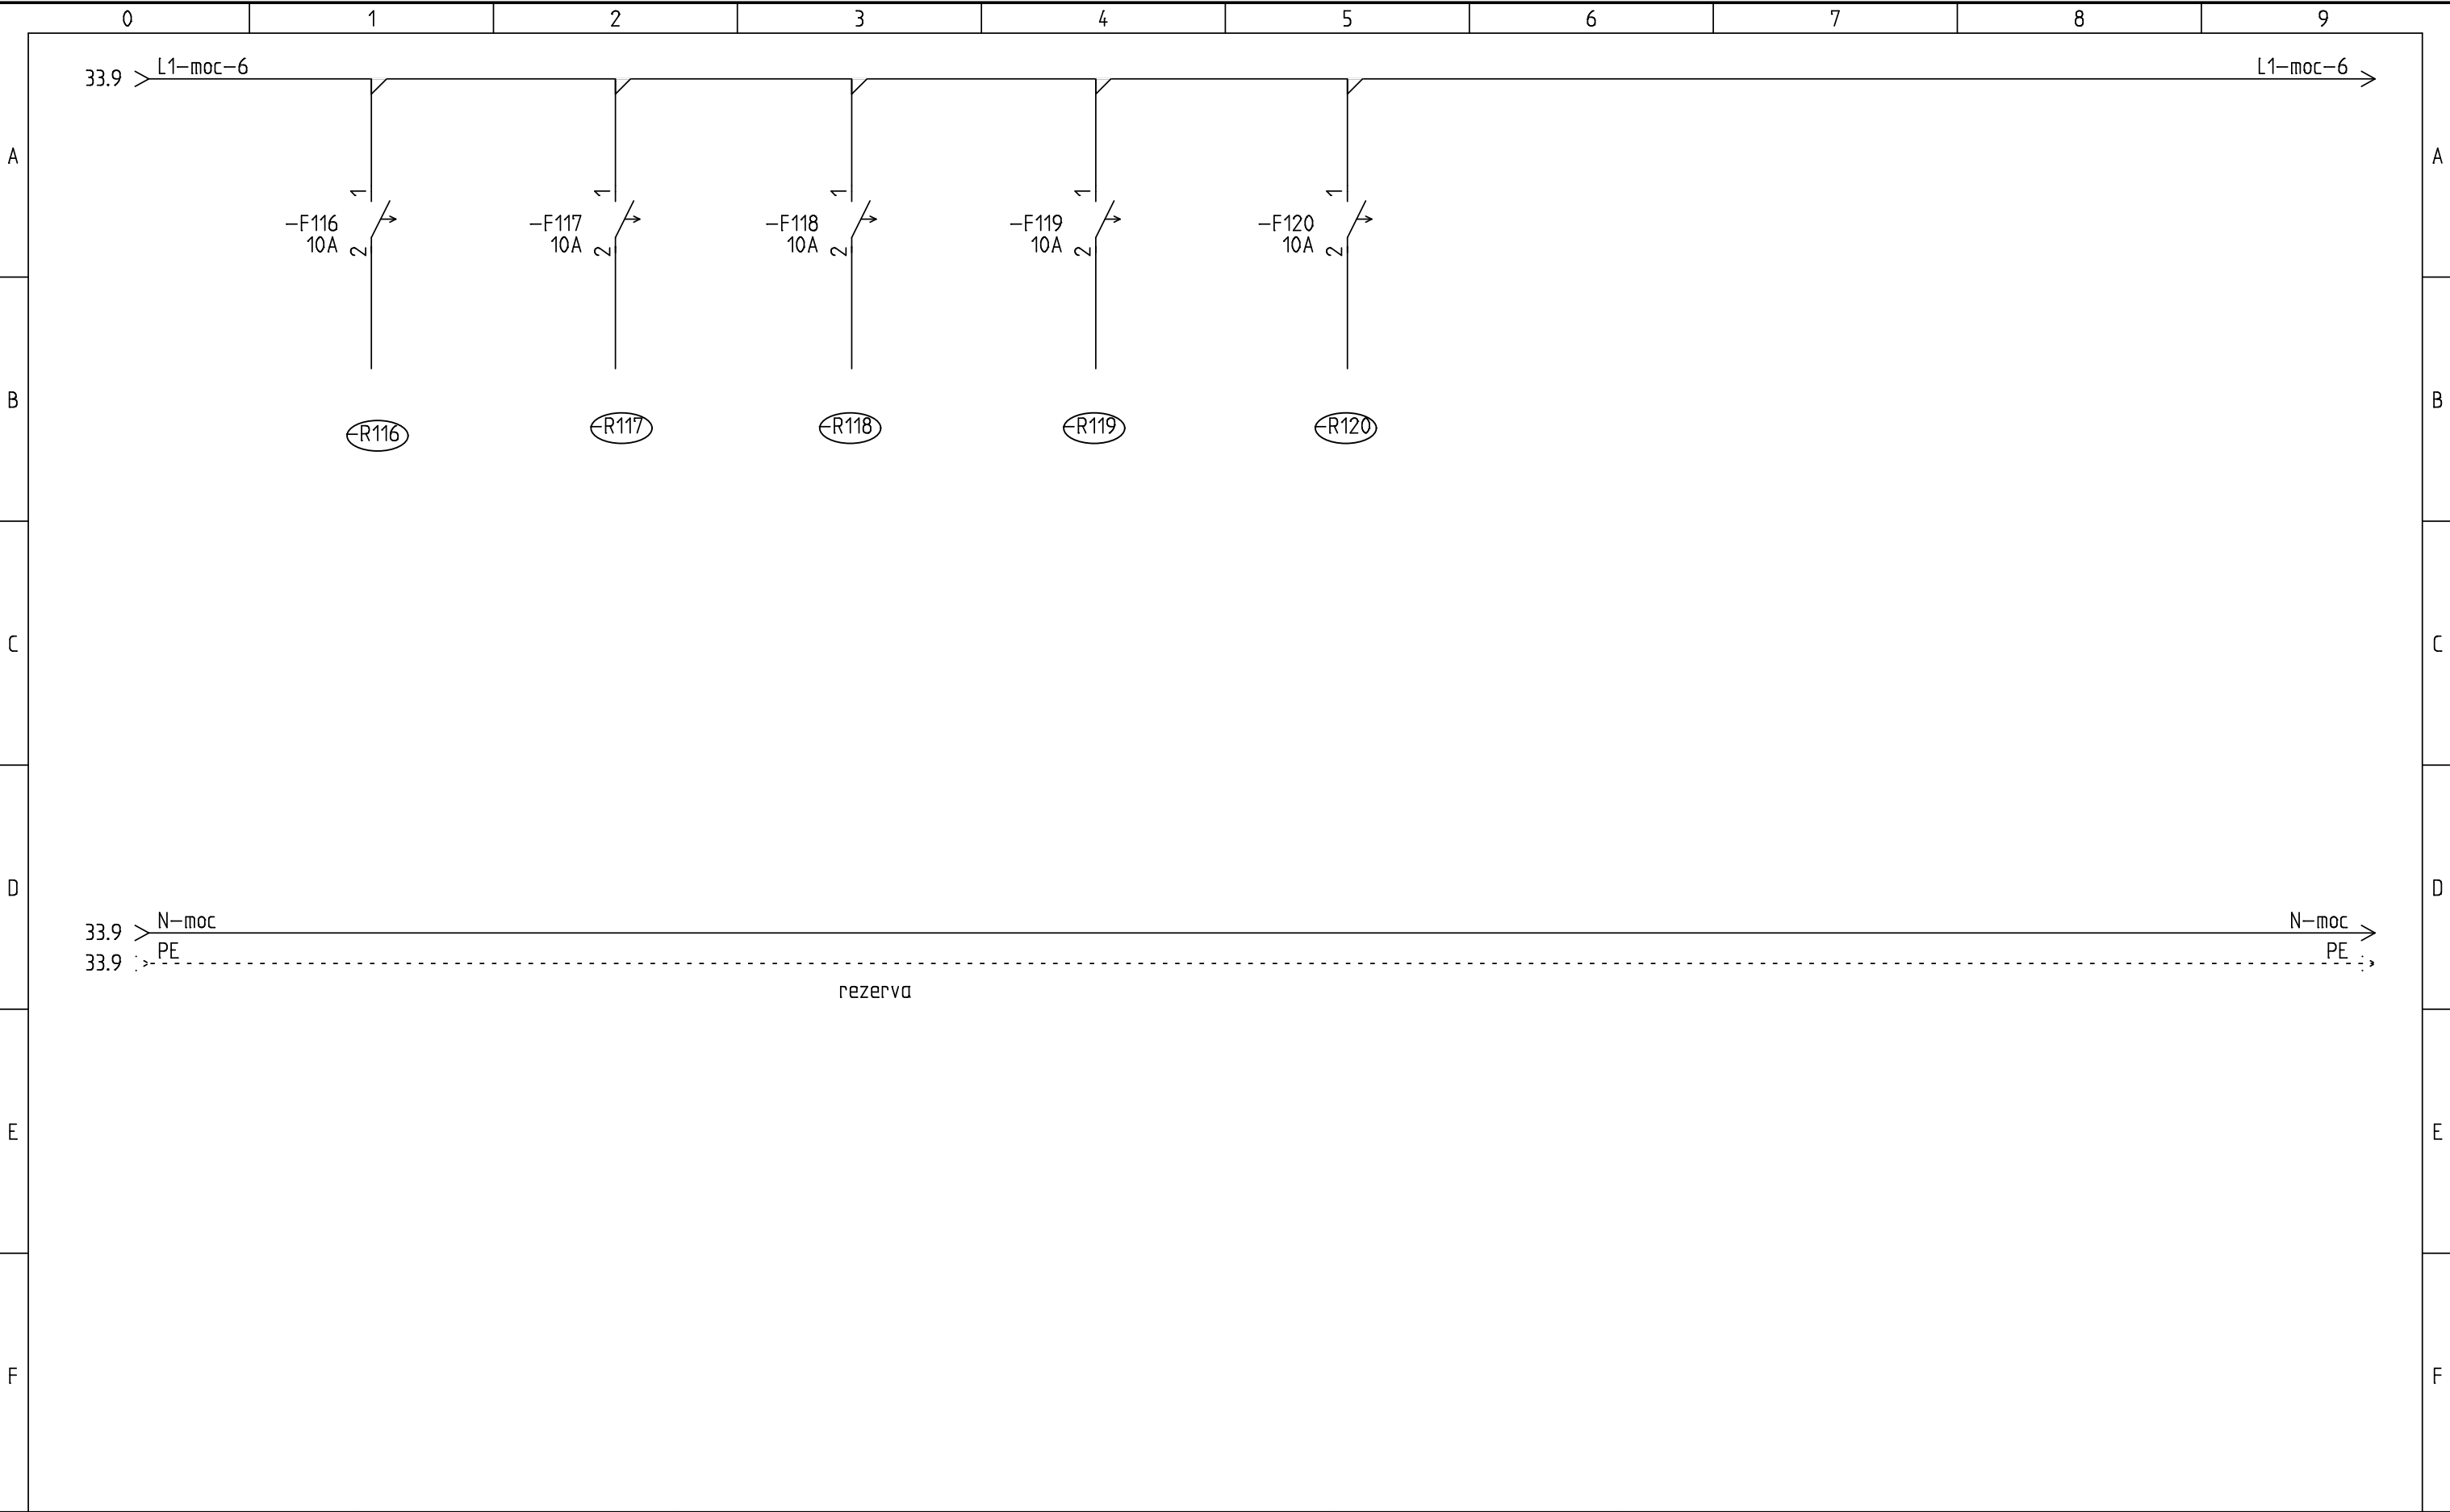 0 1 2 3 4 5 6 7 8 9
L1-moc-6 L1-moc-6
33.9
A A
1 1 1 1 1
-F116 -F117 -F118 -F119 -F120
10A 10A 10A 10A 10A
2 2 2 2 2
B B
-R116 -R117 -R118 -R119 -R120
C C
D D
N-moc N-moc
33.9
PE PE
33.9
rezerva
E E
F F